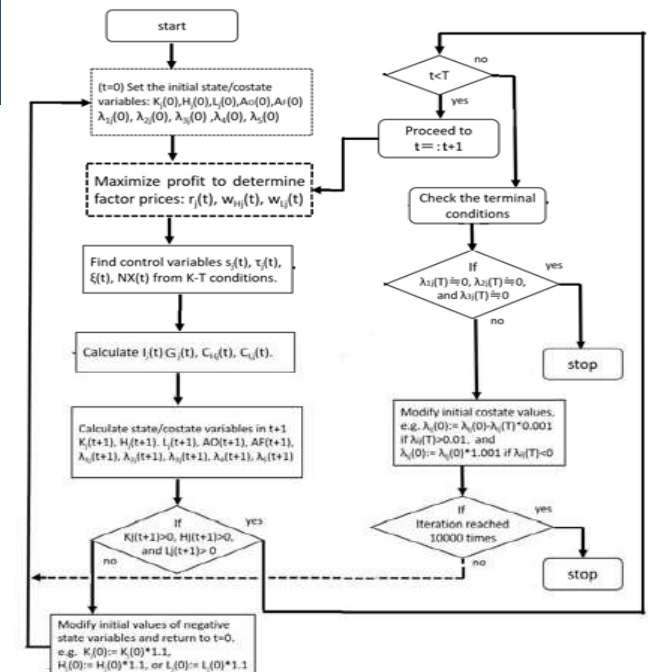 start
(t=0) Set the initial state/costate
variables: Kj(0),Hj(0),Lj(0),AO(0),AF(0)
λ1j(0), λ2j(0), λ3j(0) ,λ4(0), λ5(0)
Maximize profit to determine
factor prices: rj(t), wHj(t), wLj(t)
Find control variables sj(t), τj(t),
ξ(t), NX(t) from K-T conditions.
Calculate Ij(t) Gj(t), CHj(t), CLj(t).
Calculate state/costate variables in t+1
Kj(t+1), Hj(t+1). Lj(t+1), AO(t+1), AF(t+1),
λ1j(t+1), λ2j(t+1), λ3j(t+1), λ4(t+1), λ5(t+1)
If
Kj(t+1)>0, Hj(t+1)>0,
and Lj(t+1)> 0
yes
no
Modify initial values of negative
state variables and return to t=0.
e.g. Kj(0):= Kj(0)*1.1,
Hj(0):= Hj(0)*1.1, or Lj(0):= Lj(0)*1.1
t<T
no
yes
Proceed to
t=:t+1
Check the terminal
conditions
If
λ1j(T)≒0, λ2j(T)≒0,
and λ3j(T)≒0
yes
no
stop
Modify initial costate values,
e.g. λij(0):= λij(0)-λij(T)*0.001
if λij(T)>0.01, and
λij(0):= λij(0)*1.001 if λij(T)<0
If
Iteration reached
10000 times
yes
no
stop